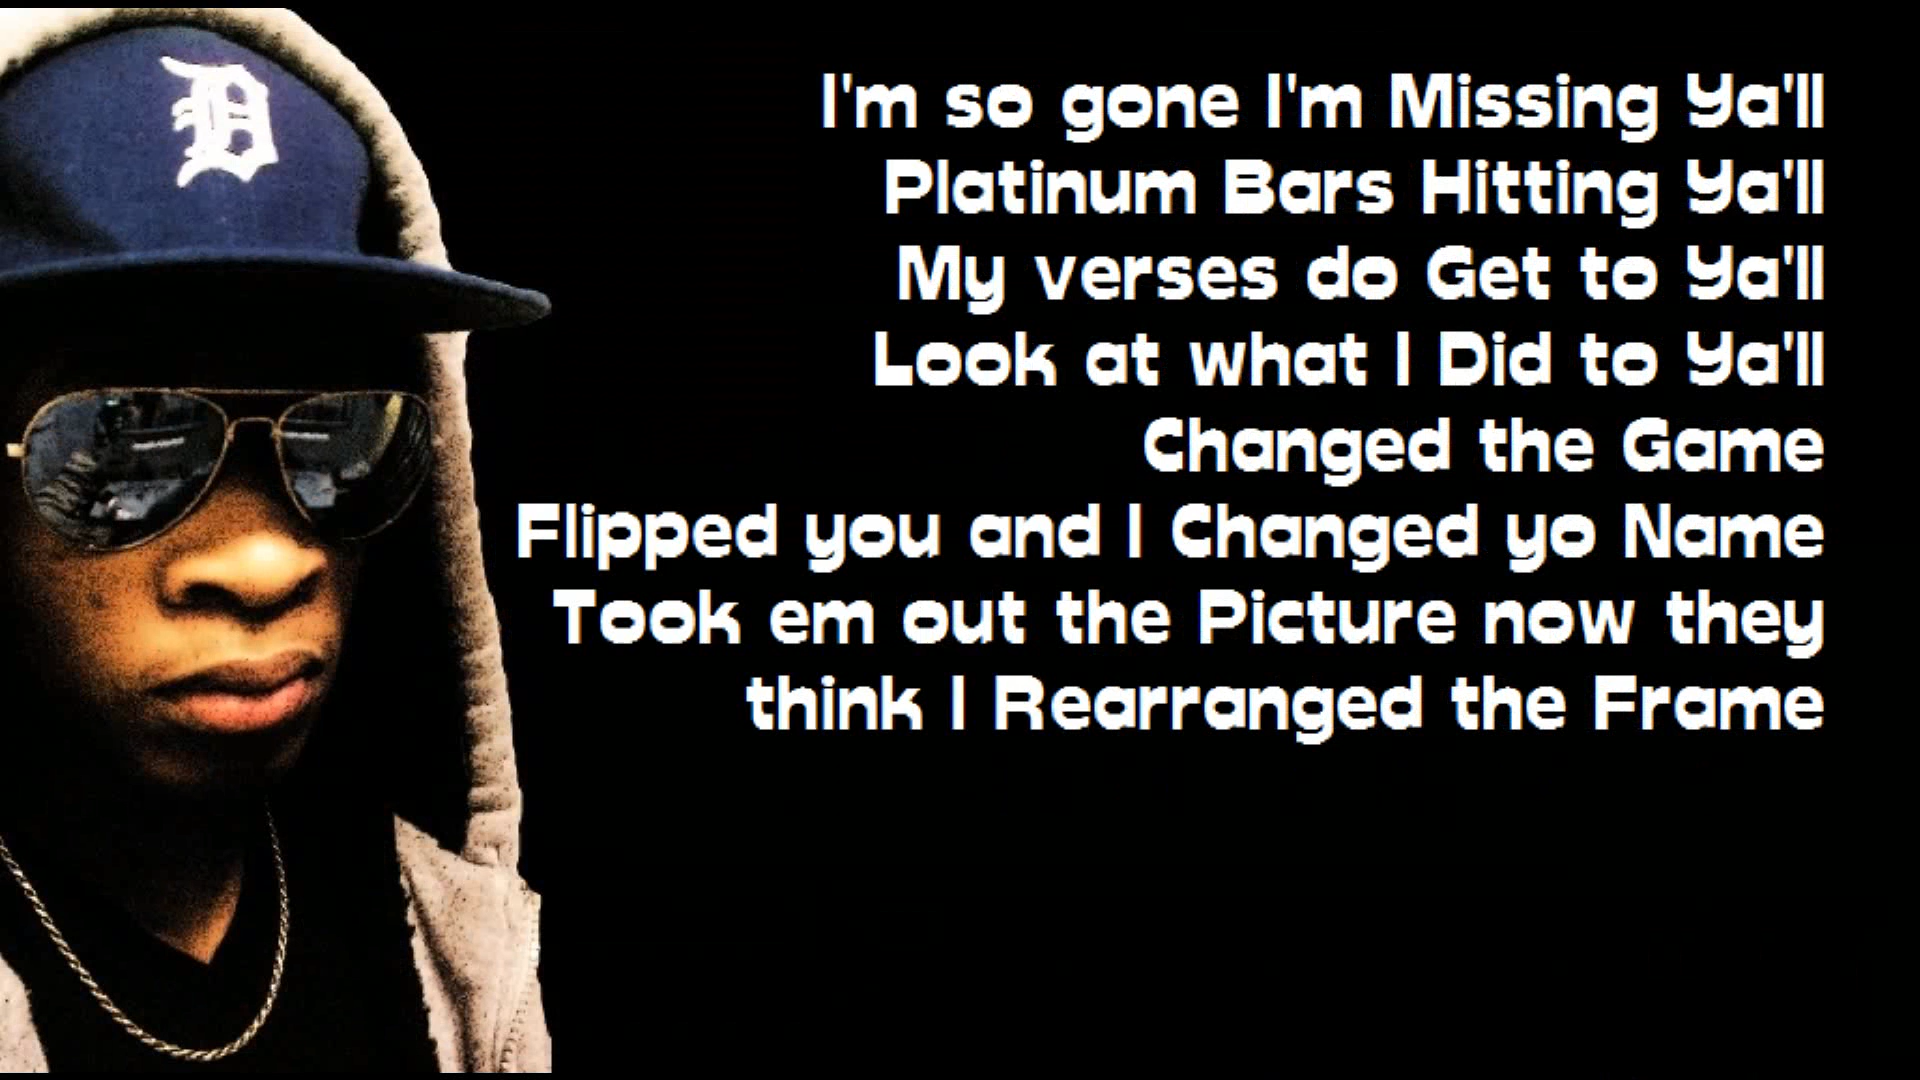 D
I'm so gone I'm Missing Ya'll
Platinum Bars Hitting Ya'll
My verses do Get to Ya'll
Look at what I Did to Ya'll
Changed the Game
Flipped you and I Changed yo Name
Took em out the Picture now they
think I Rearranged the Frame